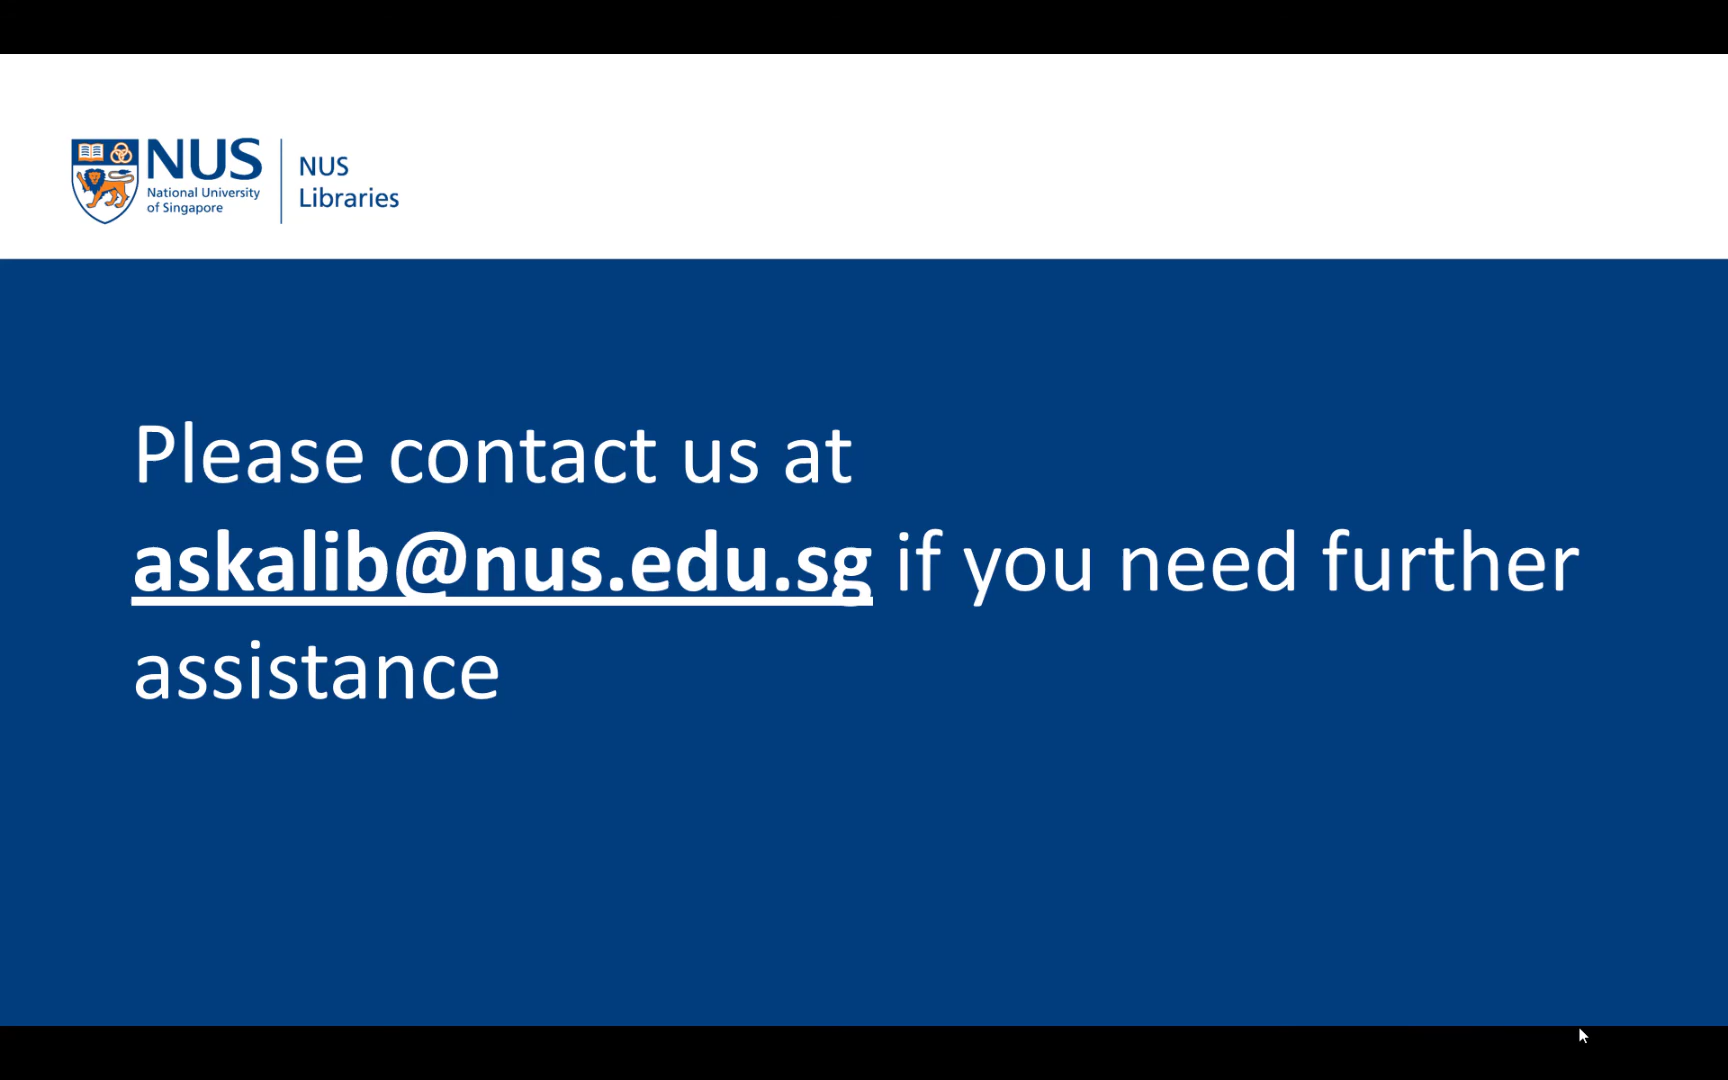 NUS
National University
of Singapore
NUS
Libraries
Please contact us at
askalib@nus.edu.sg if you need further
assistance